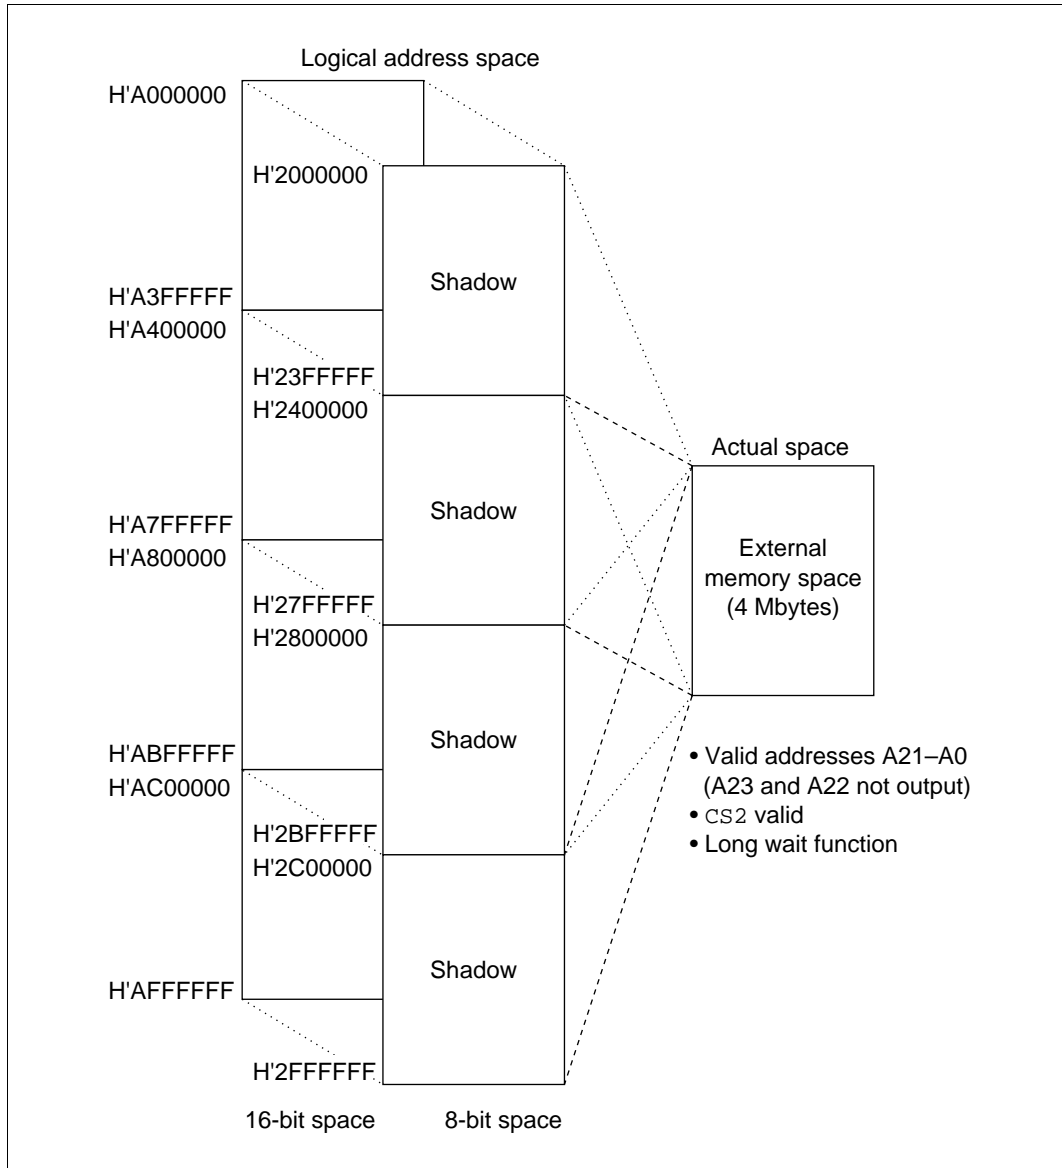 Logical address space
H'A000000
H'2000000
Shadow
H'A3FFFFF
H'A400000
H'23FFFFF
H'2400000
Actual space
Shadow
H'A7FFFFF
H'A800000
External
memory space
(4 Mbytes)
H'27FFFFF
H'2800000
Shadow
H'ABFFFFF
H'AC00000
• Valid addresses A21–A0
(A23 and A22 not output)
• CS2 valid
• Long wait function
H'2BFFFFF
H'2C00000
Shadow
H'AFFFFFF
H'2FFFFFF
16-bit space
8-bit space